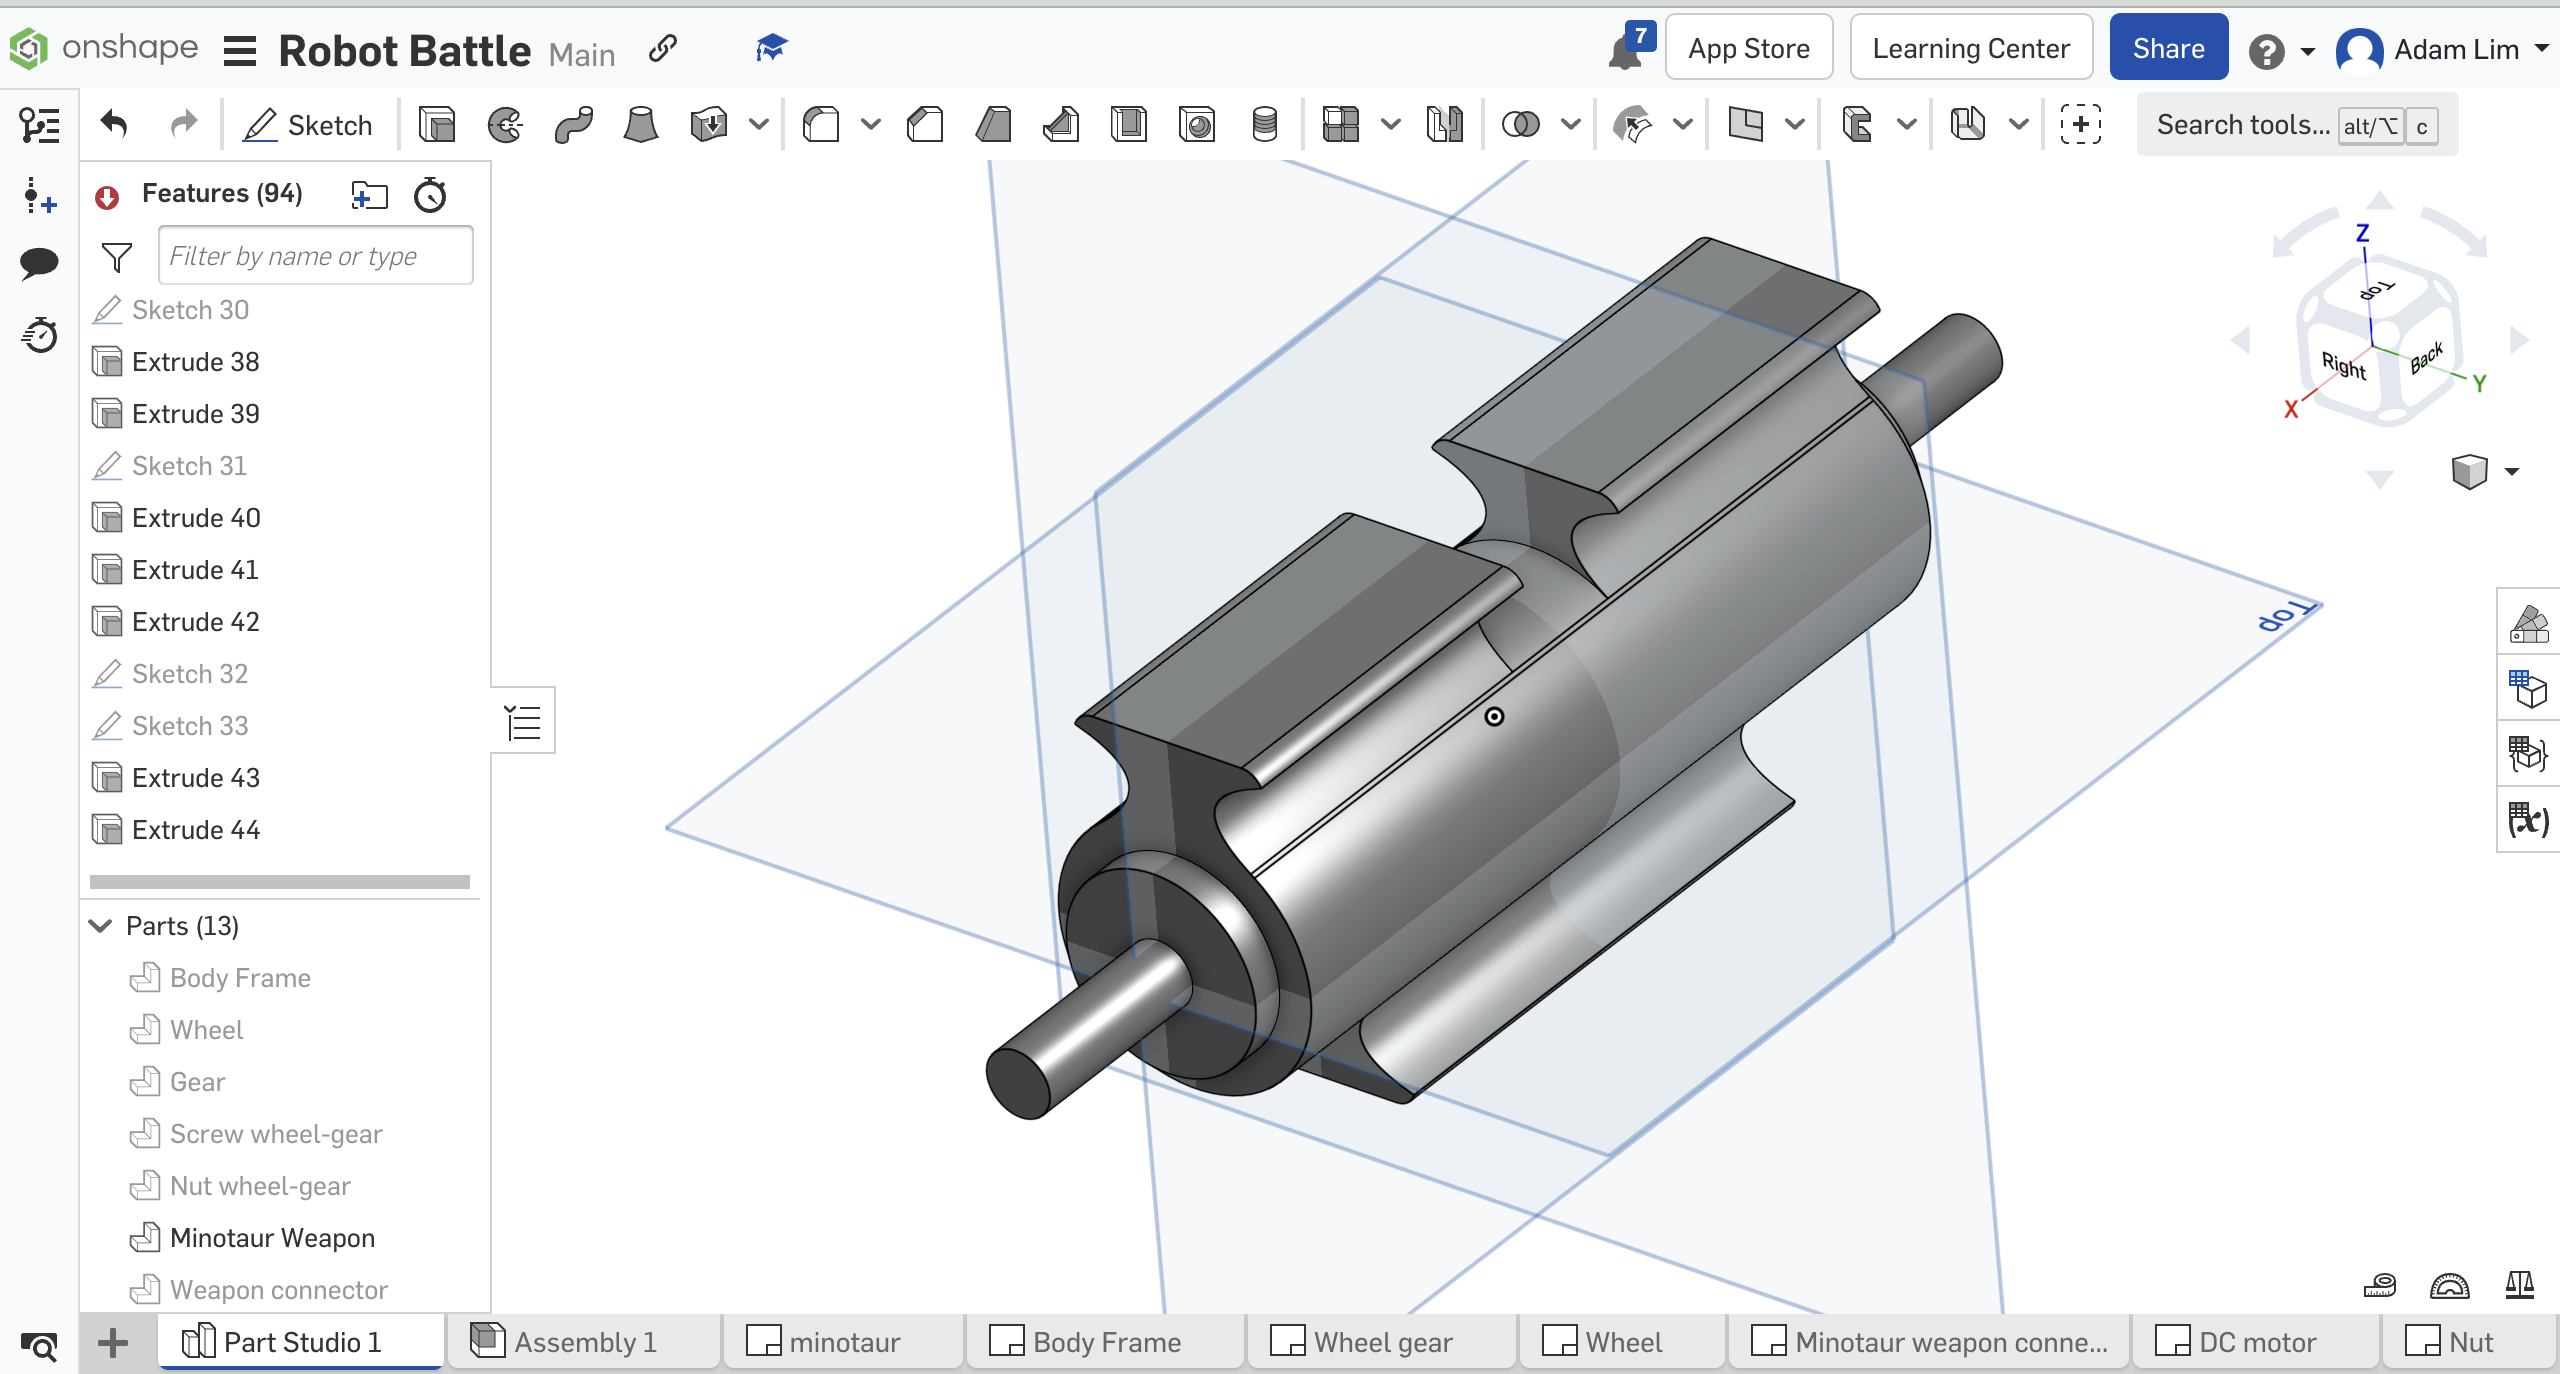 onshape Robot Battle Main 7 App Store Learning Center Share Adam Lim
Sketch Search tools... alt/⌥ c
Features (94)
Filter by name or type
Sketch 30
Extrude 38
Extrude 39
Sketch 31
Extrude 40
Extrude 41
Extrude 42
Sketch 32
Sketch 33
Extrude 43
Extrude 44
Parts (13)
Body Frame
Wheel
Gear
Screw wheel-gear
Nut wheel-gear
Minotaur Weapon
Weapon connector
Z
Top
Right Back
X Y
Top
(x)
Part Studio 1 Assembly 1 minotaur Body Frame Wheel gear Wheel Minotaur weapon conne... DC motor Nut